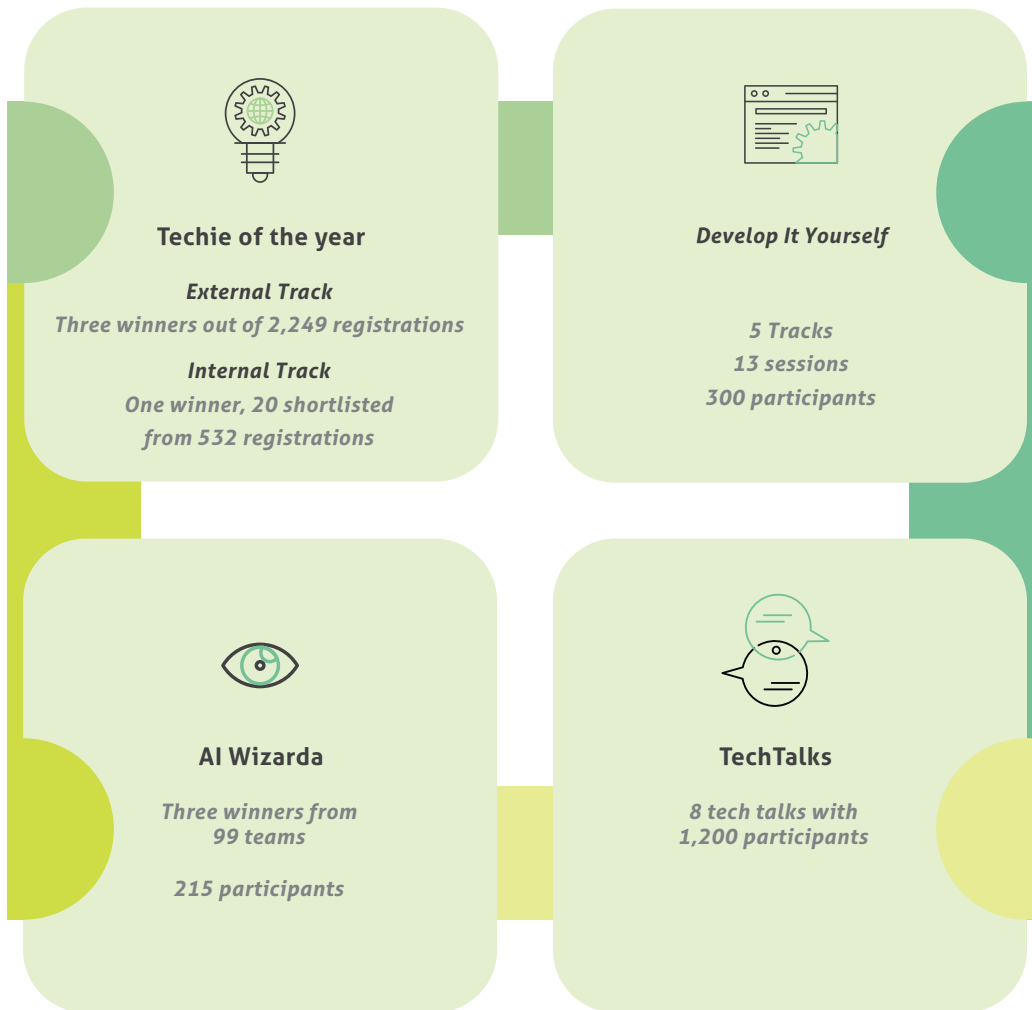 Techie of the year
External Track
Three winners out of 2,249 registrations
Internal Track
One winner, 20 shortlisted
from 532 registrations
Develop It Yourself
5 Tracks
13 sessions
300 participants
AI Wizarda
Three winners from
99 teams
215 participants
TechTalks
8 tech talks with
1,200 participants